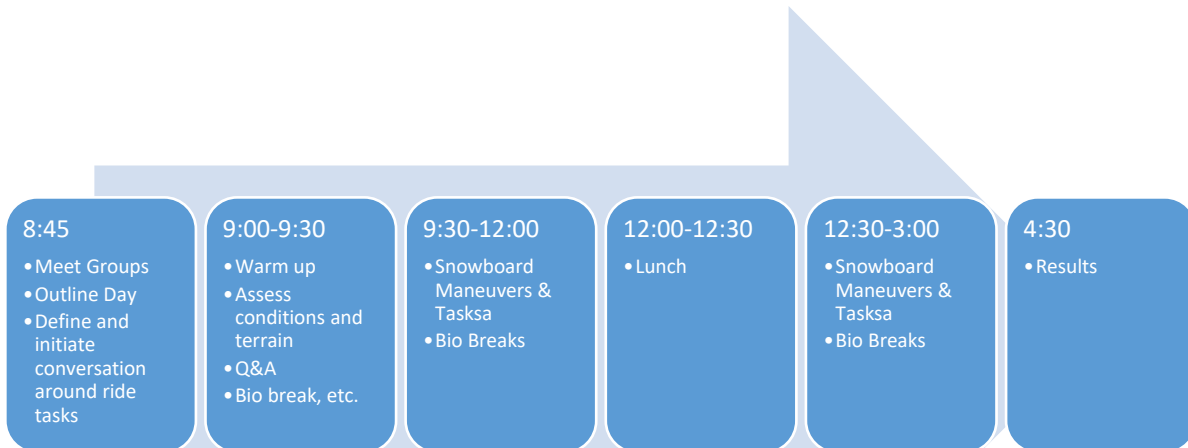 8:45
•Meet Groups
•Outline Day
•Define and
initiate
conversation
around ride
tasks
9:00-9:30
•Warm up
•Assess
conditions and
terrain
•Q&A
•Bio break, etc.
9:30-12:00
•Snowboard
Maneuvers &
Tasksa
•Bio Breaks
12:00-12:30
•Lunch
12:30-3:00
•Snowboard
Maneuvers &
Tasksa
•Bio Breaks
4:30
•Results